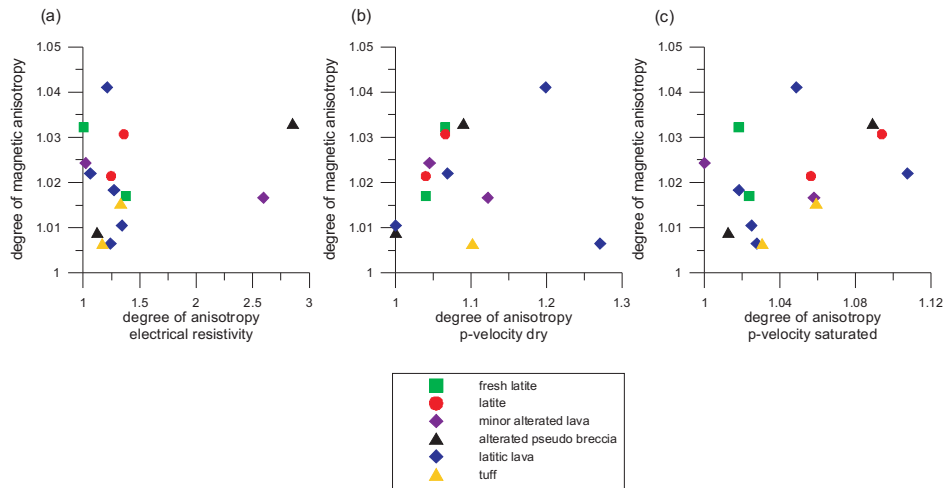 (a)
(b)
(c)
1.05
1.04
1.03
1.02
1.01
1
degree of magnetic anisotropy
1
1.5
2
2.5
3
degree of anisotropy
electrical resistivity
1.05
1.04
1.03
1.02
1.01
1
degree of magnetic anisotropy
1
1.1
1.2
1.3
degree of anisotropy
p-velocity dry
1.05
1.04
1.03
1.02
1.01
1
degree of magnetic anisotropy
1
1.04
1.08
1.12
degree of anisotropy
p-velocity saturated
fresh latite
latite
minor alterated lava
alterated pseudo breccia
latitic lava
tuff